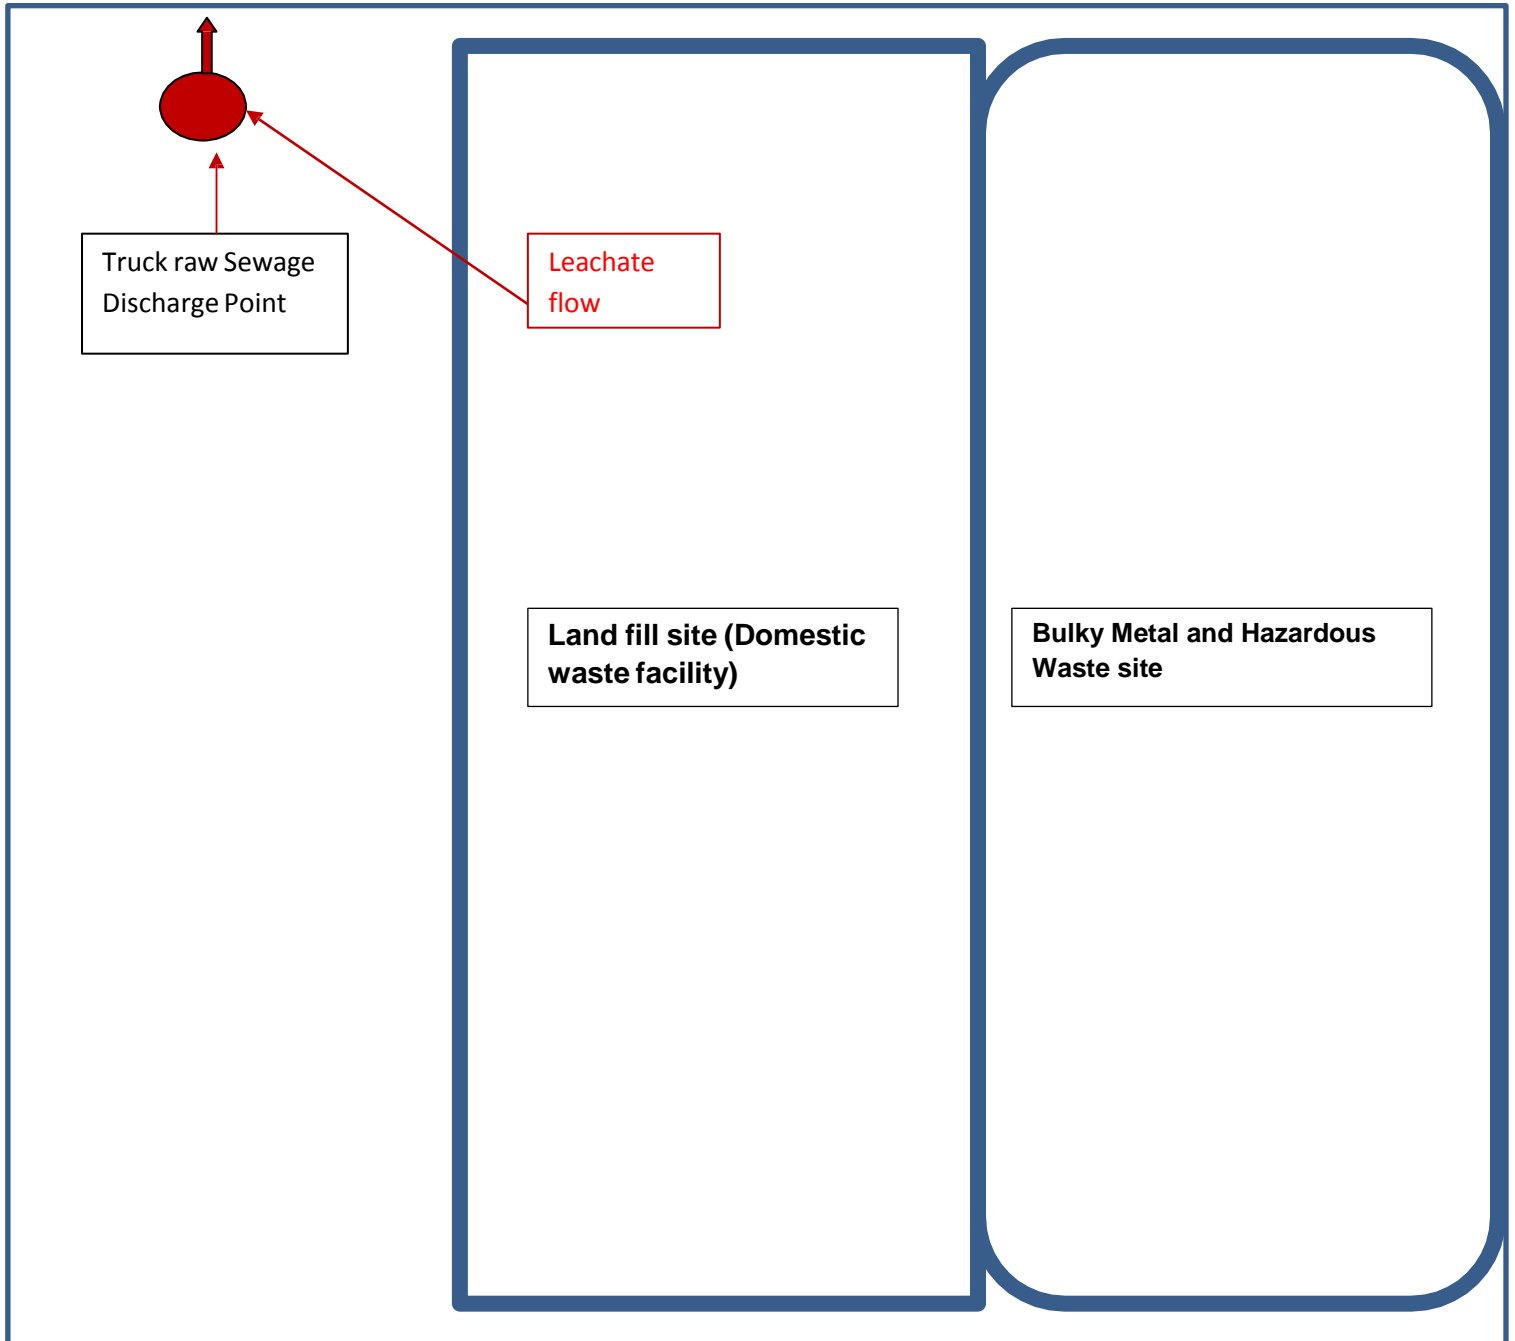 Truck raw Sewage
Discharge Point
Leachate
flow
Land fill site (Domestic
waste facility)
Bulky Metal and Hazardous
Waste site